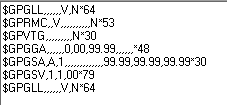 $GPGLL,,,,,,V,N*64
$GPRMC,,V,,,,,,,,,,N*53
$GPVTG,,,,,,,,,N*30
$GPGGA,,,,,,0,00,99.99,,,,,,*48
$GPGSA,A,1,,,,,,,,,,,,,99.99,99.99,99.99*30
$GPGSV,1,1,00*79
$GPGLL,,,,,,V,N*64